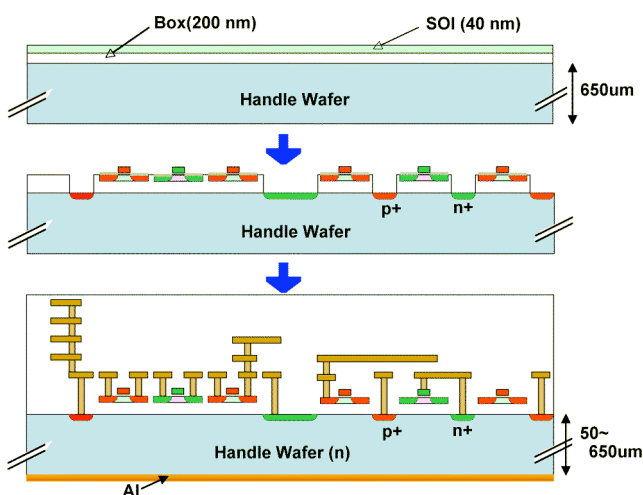 Box(200 nm)
SOI (40 nm)
Handle Wafer
650um
p+
n+
Handle Wafer
p+
n+
50~
650um
Handle Wafer (n)
Al